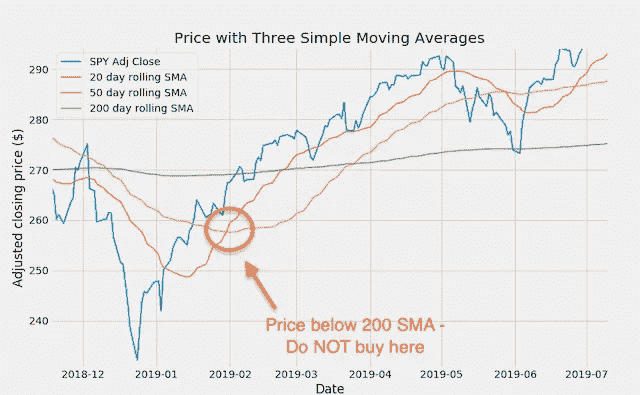 Price with Three Simple Moving Averages
SPY Adj Close
20 day rolling SMA
50 day rolling SMA
200 day rolling SMA
Adjusted closing price ($)
290
280
270
260
250
240
Price below 200 SMA -
Do NOT buy here
2018-12 2019-01 2019-02 2019-03 2019-04 2019-05 2019-06 2019-07
Date